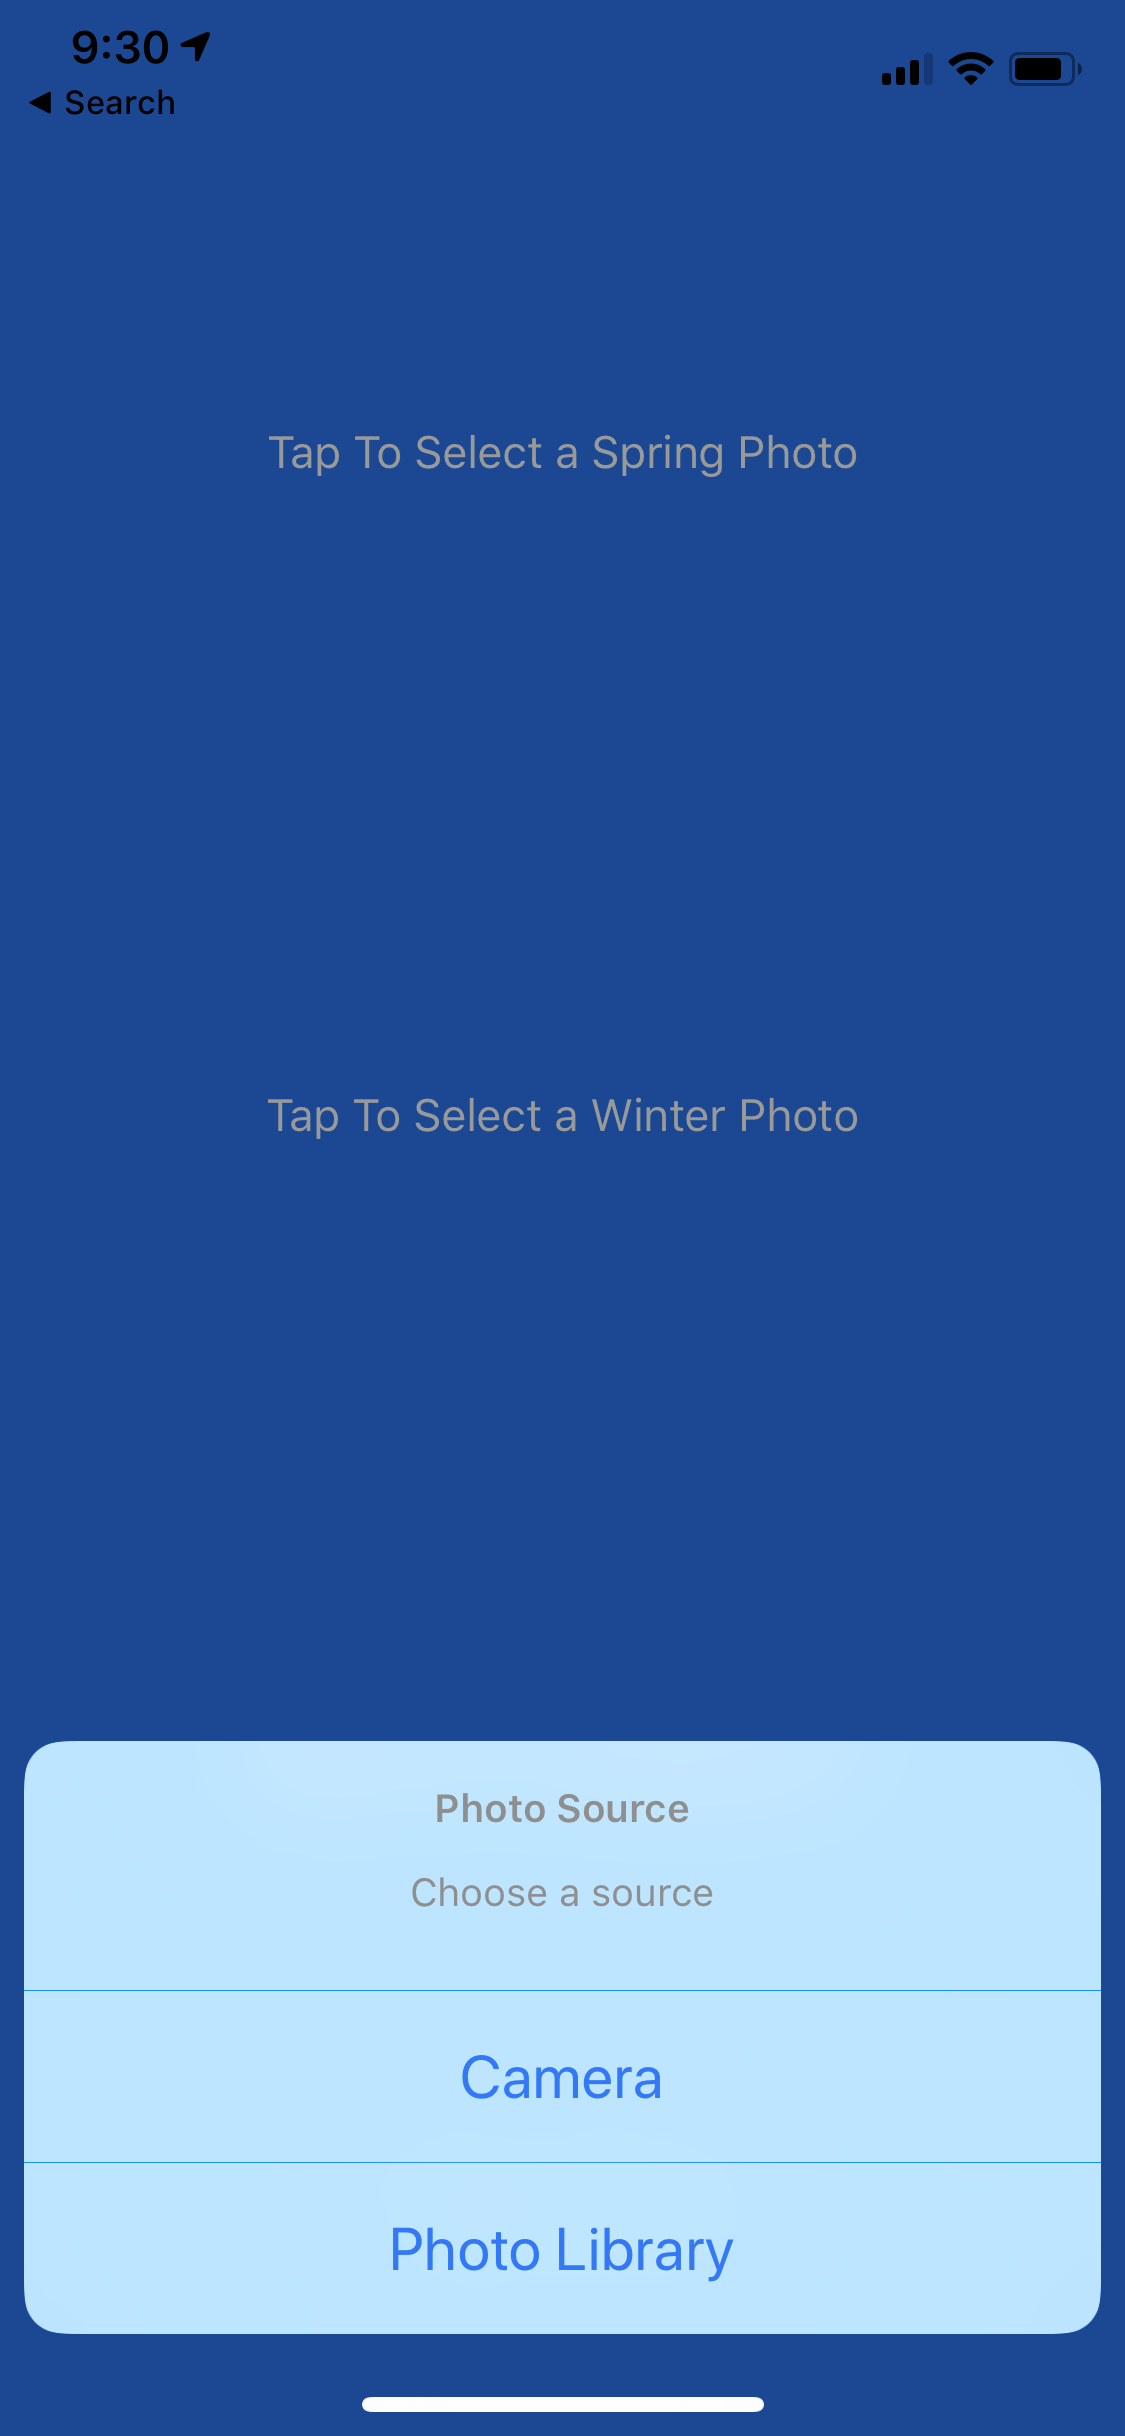 9:30
◀ Search
Tap To Select a Spring Photo
Tap To Select a Winter Photo
Photo Source
Choose a source
Camera
Photo Library